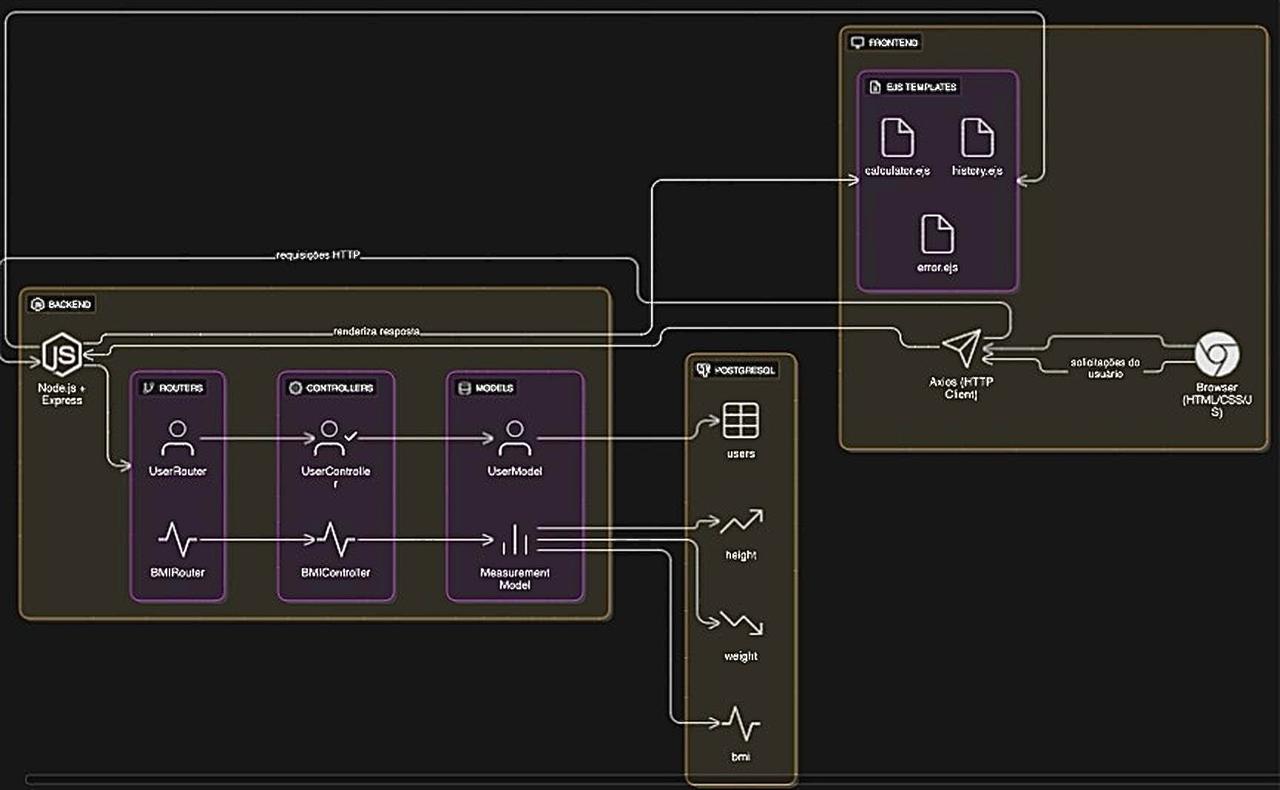 FRONTEND
EJS TEMPLATES
calculator.ejs
history.ejs
error.ejs
requisições HTTP
BACKEND
renderiza resposta
Node.js +
Express
ROUTERS
CONTROLLERS
MODELS
POSTGRESQL
Axios (HTTP
Client)
solicitações do
usuário
Browser
(HTML/CSS/J
S)
UserRouter
UserControlle
r
UserModel
users
BMIRouter
BMIController
Measurement
Model
height
weight
bmi